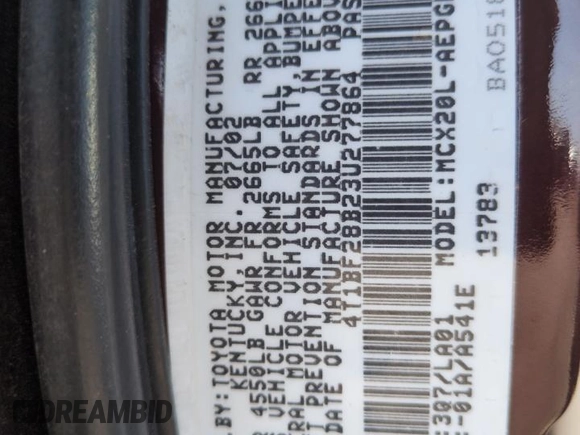 BY: TOYOTA MOTOR MANUFACTURING,
KENTUCKY, INC. 07/02
4550LB GAWR FR 2665LB RR 266
VEHICLE CONFORMS TO ALL APPLI
RAL MOTOR VEHICLE SAFETY, BUMPE
T PREVENTION STANDARDS IN EFFE
DATE OF MANUFACTURE SHOWN ABOV
4T1BF28B23U277864 PAS
:3Q7/LA01 MODEL:MCX20L-AEPG
:-01A/A541E
13783 BA0518
DREAMBID